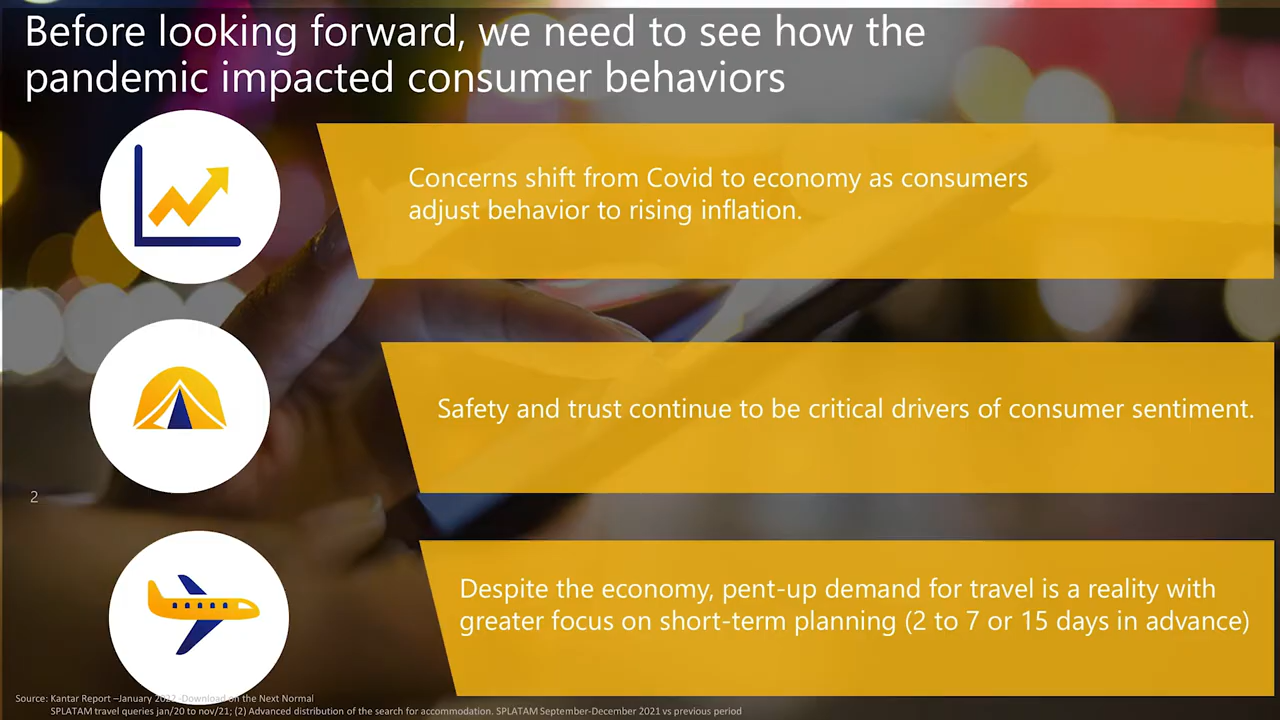 Before looking forward, we need to see how the
pandemic impacted consumer behaviors
Concerns shift from Covid to economy as consumers
adjust behavior to rising inflation.
Safety and trust continue to be critical drivers of consumer sentiment.
2
Despite the economy, pent-up demand for travel is a reality with
greater focus on short-term planning (2 to 7 or 15 days in advance)
Source: Kantar Report –January 2022 -Download on the Next Normal
SPLATAM travel queries jan/20 to nov/21; (2) Advanced distribution of the search for accommodation. SPLATAM September-December 2021 vs previous period